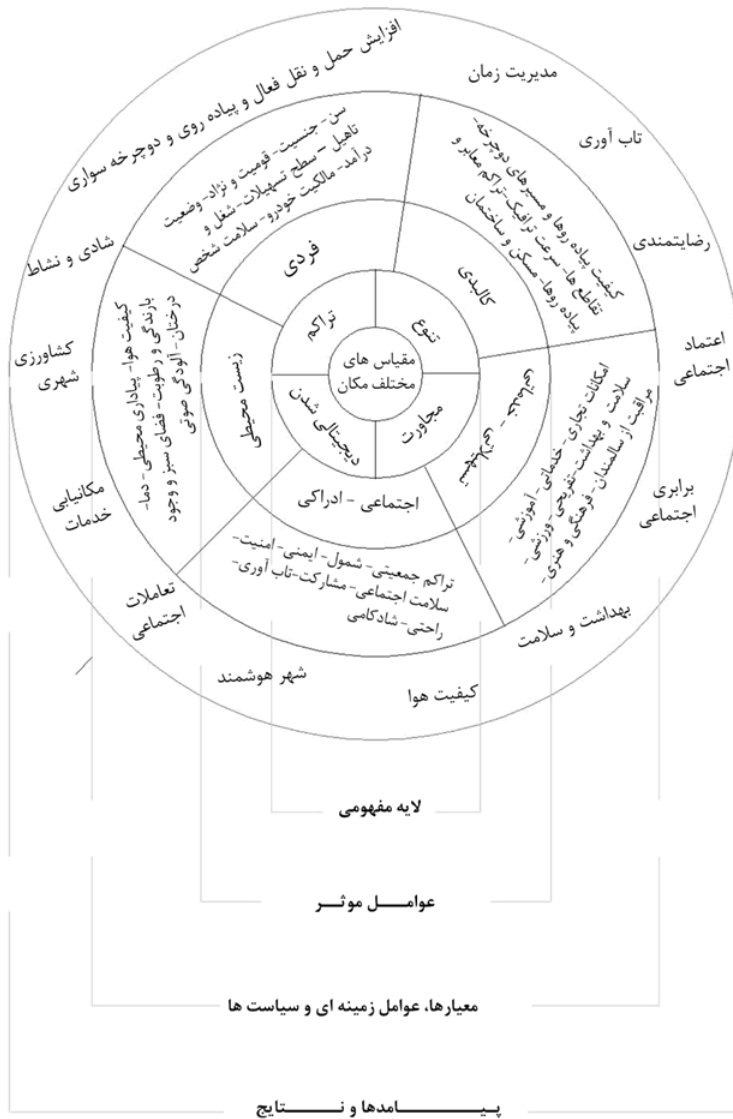 افزایش حمل و نقل فعال و پیاده روی و دوچرخه سواری
مدیریت زمان
تاب آوری
رضایتمندی
اعتماد
اجتماعی
برابری
اجتماعی
بهداشت و سلامت
کیفیت هوا
شهر هوشمند
تعاملات
اجتماعی
مکانیابی
خدمات
کشاورزی
شهری
شادی و نشاط
سن- جنسیت- قومیت و نژاد- وضعیت
تاهیل – سطح تسهیلات- شغل و
درآمد- مالکیت خودرو- سلامت شخص
کیفیت پیاده روها و مسیرهای دوچرخه-
تقاطع ها- سرعت ترافیک- تراکم معابر و
پیاده روها- مسکن و ساختمان
امکانات تجاری- خدماتی- آموزشی-
سلامت و بهداشت- تفریحی- ورزشی-
مراقبت از سالمندان- فرهنگی و هنری-
تراکم جمعیتی- شمول- ایمنی- امنیت-
سلامت اجتماعی- مشارکت- تاب آوری-
راحتی- شادکامی
کیفیت هوا- پیاداری محیطی- دما-
بارندگی و رطوبت- فضای سبز و وجود
درختان- آلودگی صوتی
فردی
کالبدی
تسهیلاتی - خدماتی
اجتماعی - ادراکی
زیست محیطی
تراکم
تنوع
مجاورت
دیجیتالی شدن
مقیاس های
مختلف مکان
لایه مفهومی
عوامل موثر
معیارها، عوامل زمینه ای و سیاست ها
پیامدها و نتایج